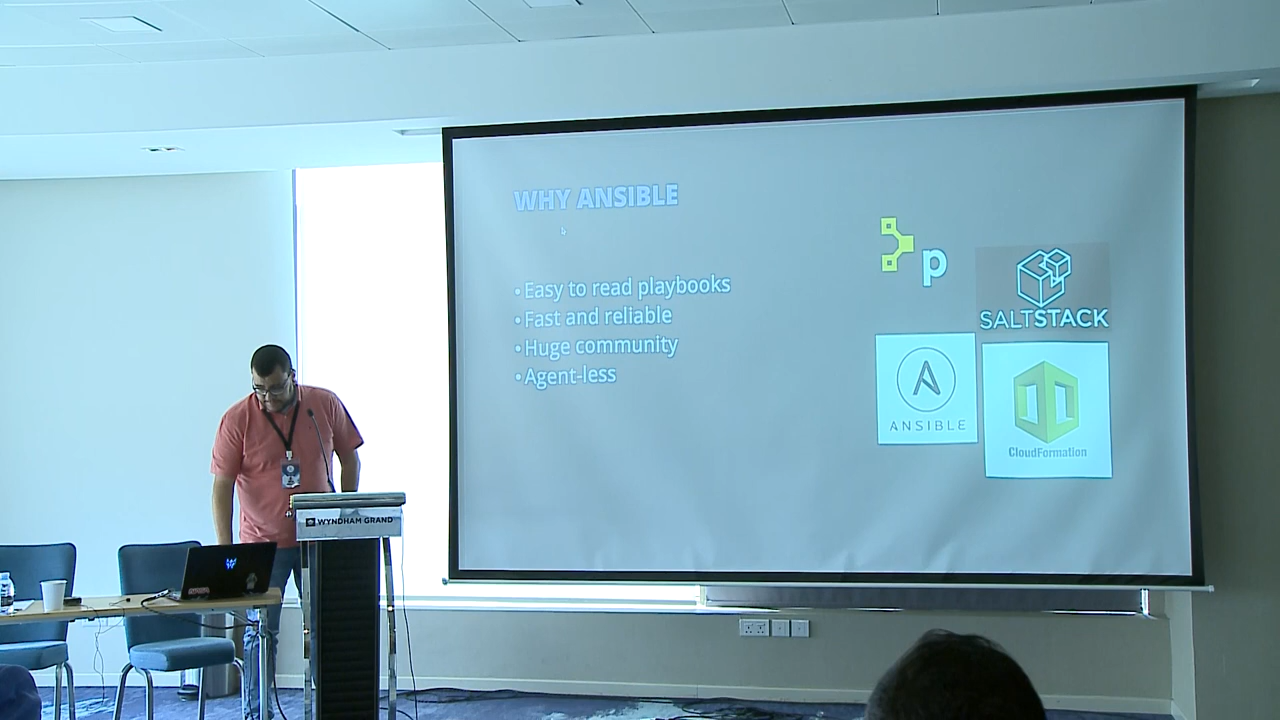 WHY ANSIBLE
• Easy to read playbooks
• Fast and reliable
• Huge community
• Agent-less
p
SALTSTACK
ANSIBLE
CloudFormation
WYNDHAM GRAND